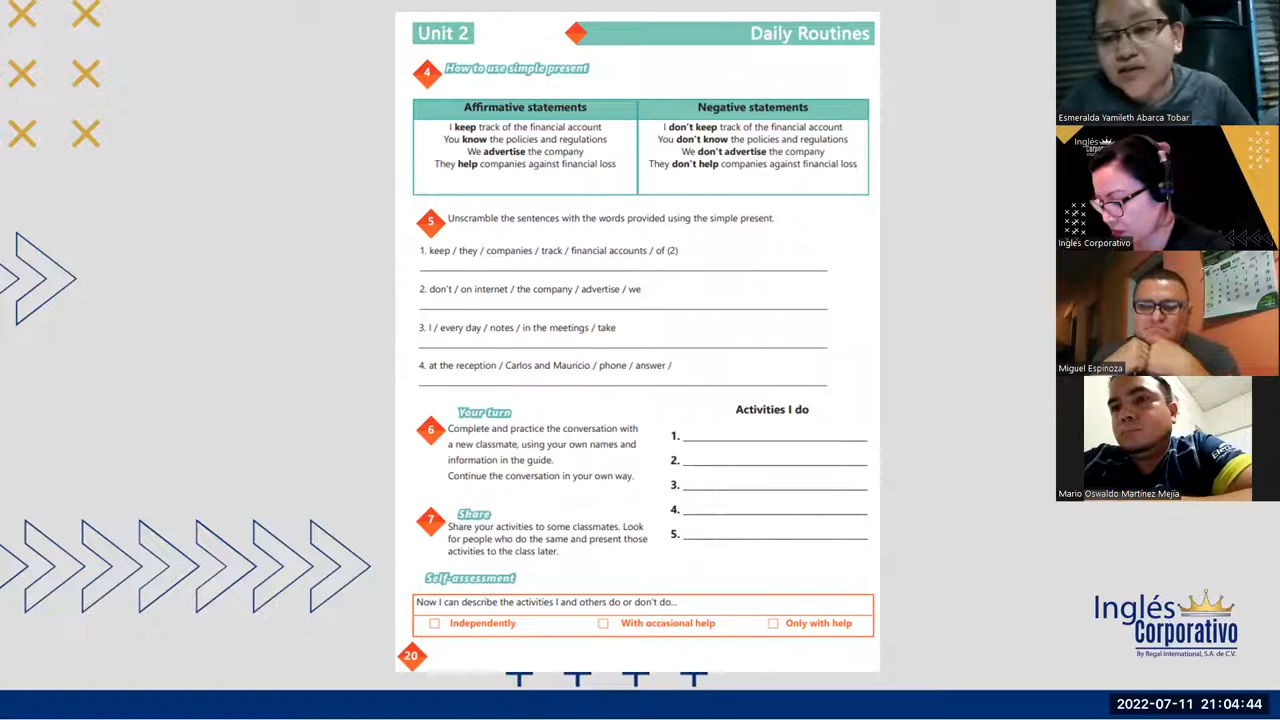 Unit 2
Daily Routines
4
How to use simple present
Affirmative statements
Negative statements
I keep track of the financial account
You know the policies and regulations
We advertise the company
They help companies against financial loss
I don't keep track of the financial account
You don't know the policies and regulations
We don't advertise the company
They don't help companies against financial loss
5
Unscramble the sentences with the words provided using the simple present.
1. keep / they / companies / track / financial accounts / of (2)
2. don't / on internet / the company / advertise / we
3. I / every day / notes / in the meetings / take
4. at the reception / Carlos and Mauricio / phone / answer /
6
Your turn
Complete and practice the conversation with
a new classmate, using your own names and
information in the guide.
Continue the conversation in your own way.
Activities I do
1.
2.
3.
4.
5.
7
Share
Share your activities to some classmates. Look
for people who do the same and present those
activities to the class later.
Self-assessment
Now I can describe the activities I and others do or don't do...
Independently
With occasional help
Only with help
20
Esmeralda Yamileth Abarca Tobar
Inglés
Inglés Corporativo
Miguel Espinoza
Mario Oswaldo Martínez Mejía
Inglés
Corporativo
By Regal International, S.A. de C.V.
2022-07-11 21:04:44